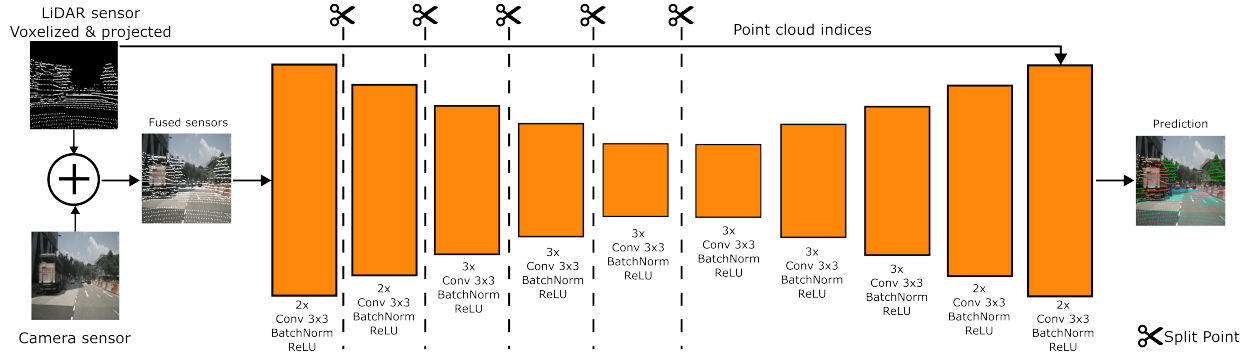 LiDAR sensor
Voxelized & projected
Point cloud indices
Fused sensors
Prediction
Camera sensor
2x
Conv 3x3
BatchNorm
ReLU
2x
Conv 3x3
BatchNorm
ReLU
3x
Conv 3x3
BatchNorm
ReLU
3x
Conv 3x3
BatchNorm
ReLU
3x
Conv 3x3
BatchNorm
ReLU
3x
Conv 3x3
BatchNorm
ReLU
3x
Conv 3x3
BatchNorm
ReLU
3x
Conv 3x3
BatchNorm
ReLU
2x
Conv 3x3
BatchNorm
ReLU
2x
Conv 3x3
BatchNorm
ReLU
Split Point